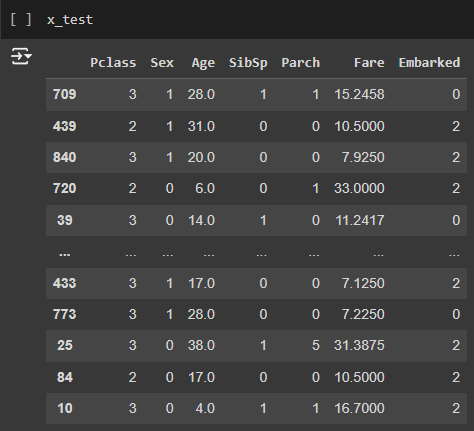 [ ] x_test
Pclass Sex Age SibSp Parch Fare Embarked
709 3 1 28.0 1 1 15.2458 0
439 2 1 31.0 0 0 10.5000 2
840 3 1 20.0 0 0 7.9250 2
720 2 0 6.0 0 1 33.0000 2
39 3 0 14.0 1 0 11.2417 0
... ... ... ... ... ... ... ...
433 3 1 17.0 0 0 7.1250 2
773 3 1 28.0 0 0 7.2250 0
25 3 0 38.0 1 5 31.3875 2
84 2 0 17.0 0 0 10.5000 2
10 3 0 4.0 1 1 16.7000 2